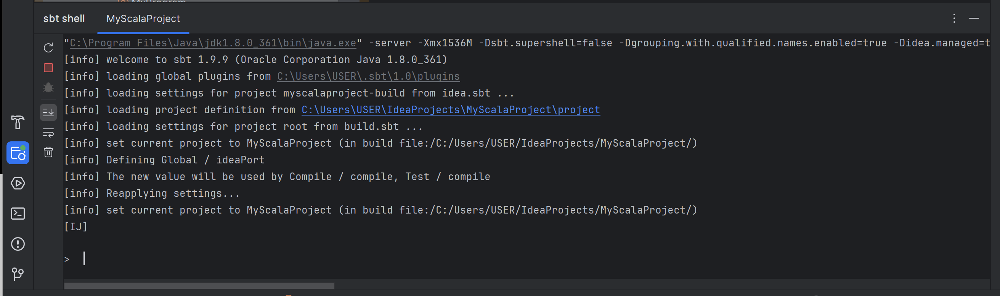 MyProgram
sbt shell MyScalaProject
"C:\Program Files\Java\jdk1.8.0_361\bin\java.exe" -server -Xmx1536M -Dsbt.supershell=false -Dgrouping.with.qualified.names.enabled=true -Didea.managed=t
[info] welcome to sbt 1.9.9 (Oracle Corporation Java 1.8.0_361)
[info] loading global plugins from C:\Users\USER\.sbt\1.0\plugins
[info] loading settings for project myscalaproject-build from idea.sbt ...
[info] loading project definition from C:\Users\USER\IdeaProjects\MyScalaProject\project
[info] loading settings for project root from build.sbt ...
[info] set current project to MyScalaProject (in build file:/C:/Users/USER/IdeaProjects/MyScalaProject/)
[info] Defining Global / ideaPort
[info] The new value will be used by Compile / compile, Test / compile
[info] Reapplying settings...
[info] set current project to MyScalaProject (in build file:/C:/Users/USER/IdeaProjects/MyScalaProject/)
[IJ]
>